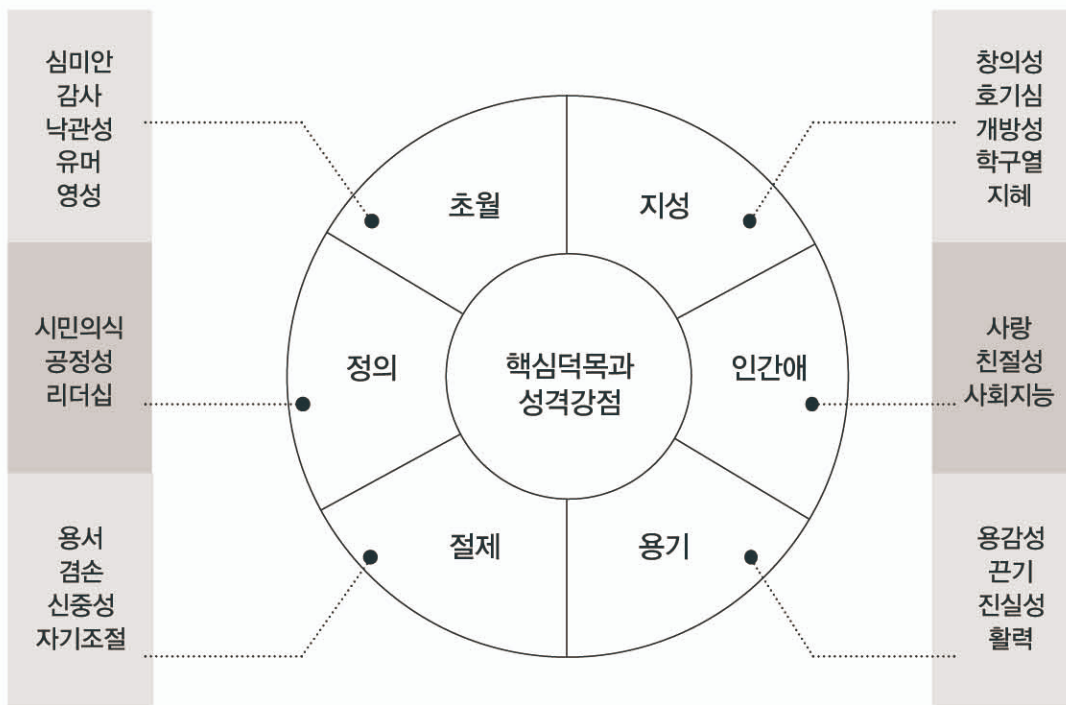 심미안
감사
낙관성
유머
영성
창의성
호기심
개방성
학구열
지혜
초월
지성
시민의식
공정성
리더십
정의
핵심덕목과
성격강점
인간애
사랑
친절성
사회지능
용서
겸손
신중성
자기조절
절제
용기
용감성
끈기
진실성
활력